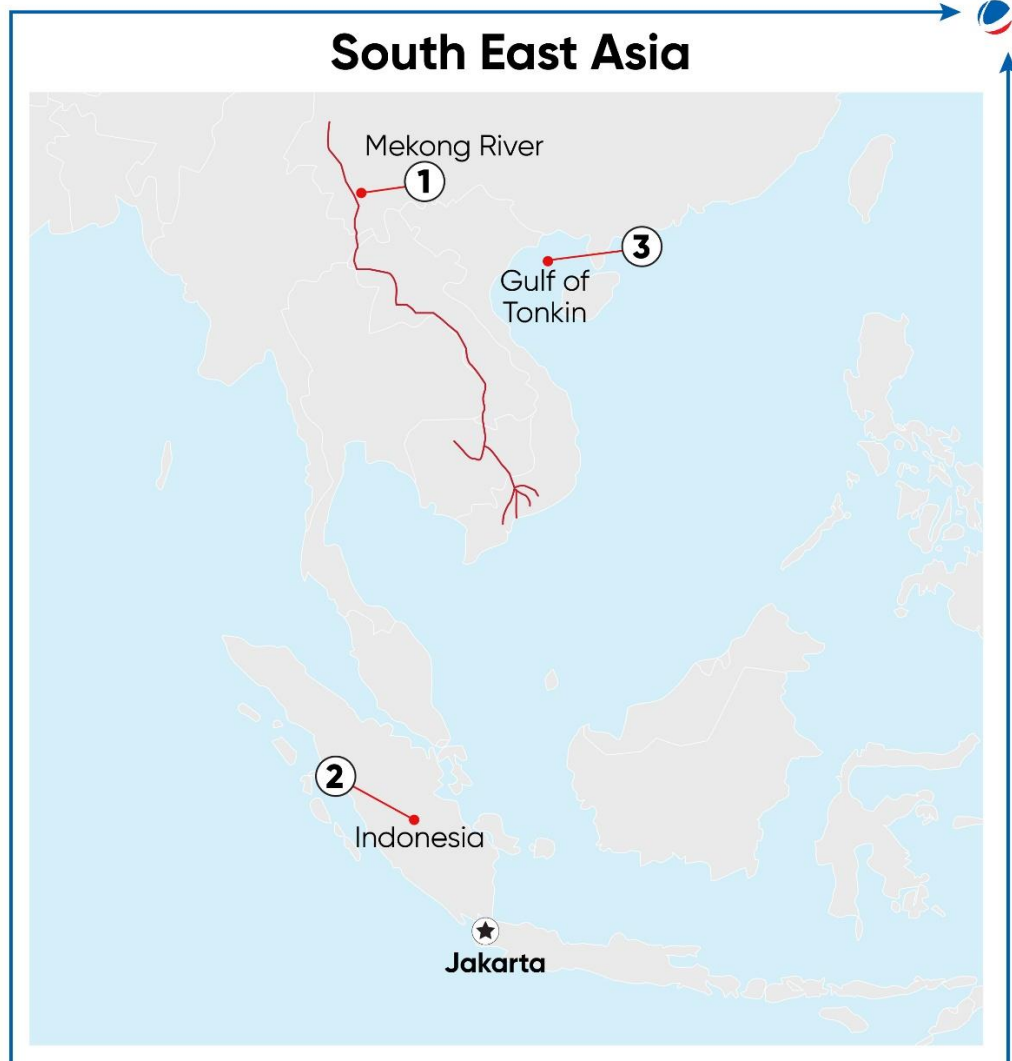 South East Asia
Mekong River
1
3
Gulf of
Tonkin
2
Indonesia
Jakarta